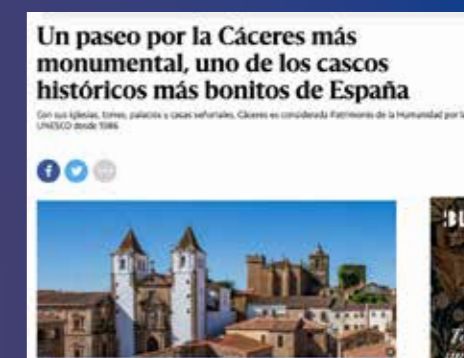 Un paseo por la Cáceres más
monumental, uno de los cascos
históricos más bonitos de España
Con sus iglesias, torres, palacios y casas señoriales, Cáceres es considerada Patrimonio de la Humanidad por la
UNESCO desde 1986